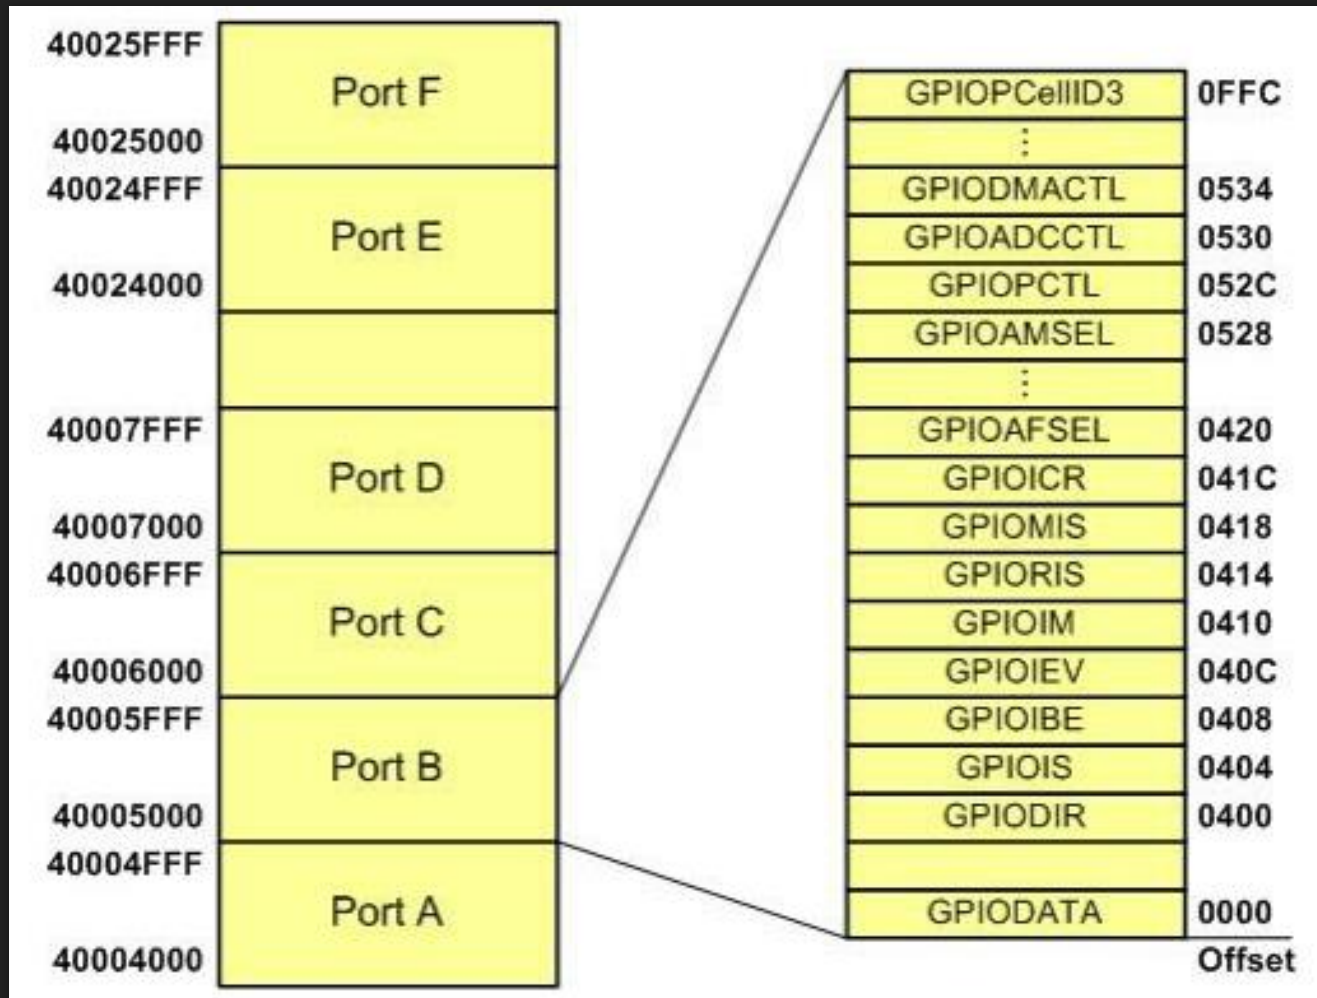 40025FFF
Port F
40025000
40024FFF
Port E
40024000
40007FFF
Port D
40007000
40006FFF
Port C
40006000
40005FFF
Port B
40005000
40004FFF
Port A
40004000
GPIOPCellID3 0FFC
⋮
GPIODMACTL 0534
GPIOADCCTL 0530
GPIOPCTL 052C
GPIOAMSEL 0528
⋮
GPIOAFSEL 0420
GPIOICR 041C
GPIOMIS 0418
GPIORIS 0414
GPIOIM 0410
GPIOIEV 040C
GPIOIBE 0408
GPIOIS 0404
GPIODIR 0400
GPIODATA 0000
Offset